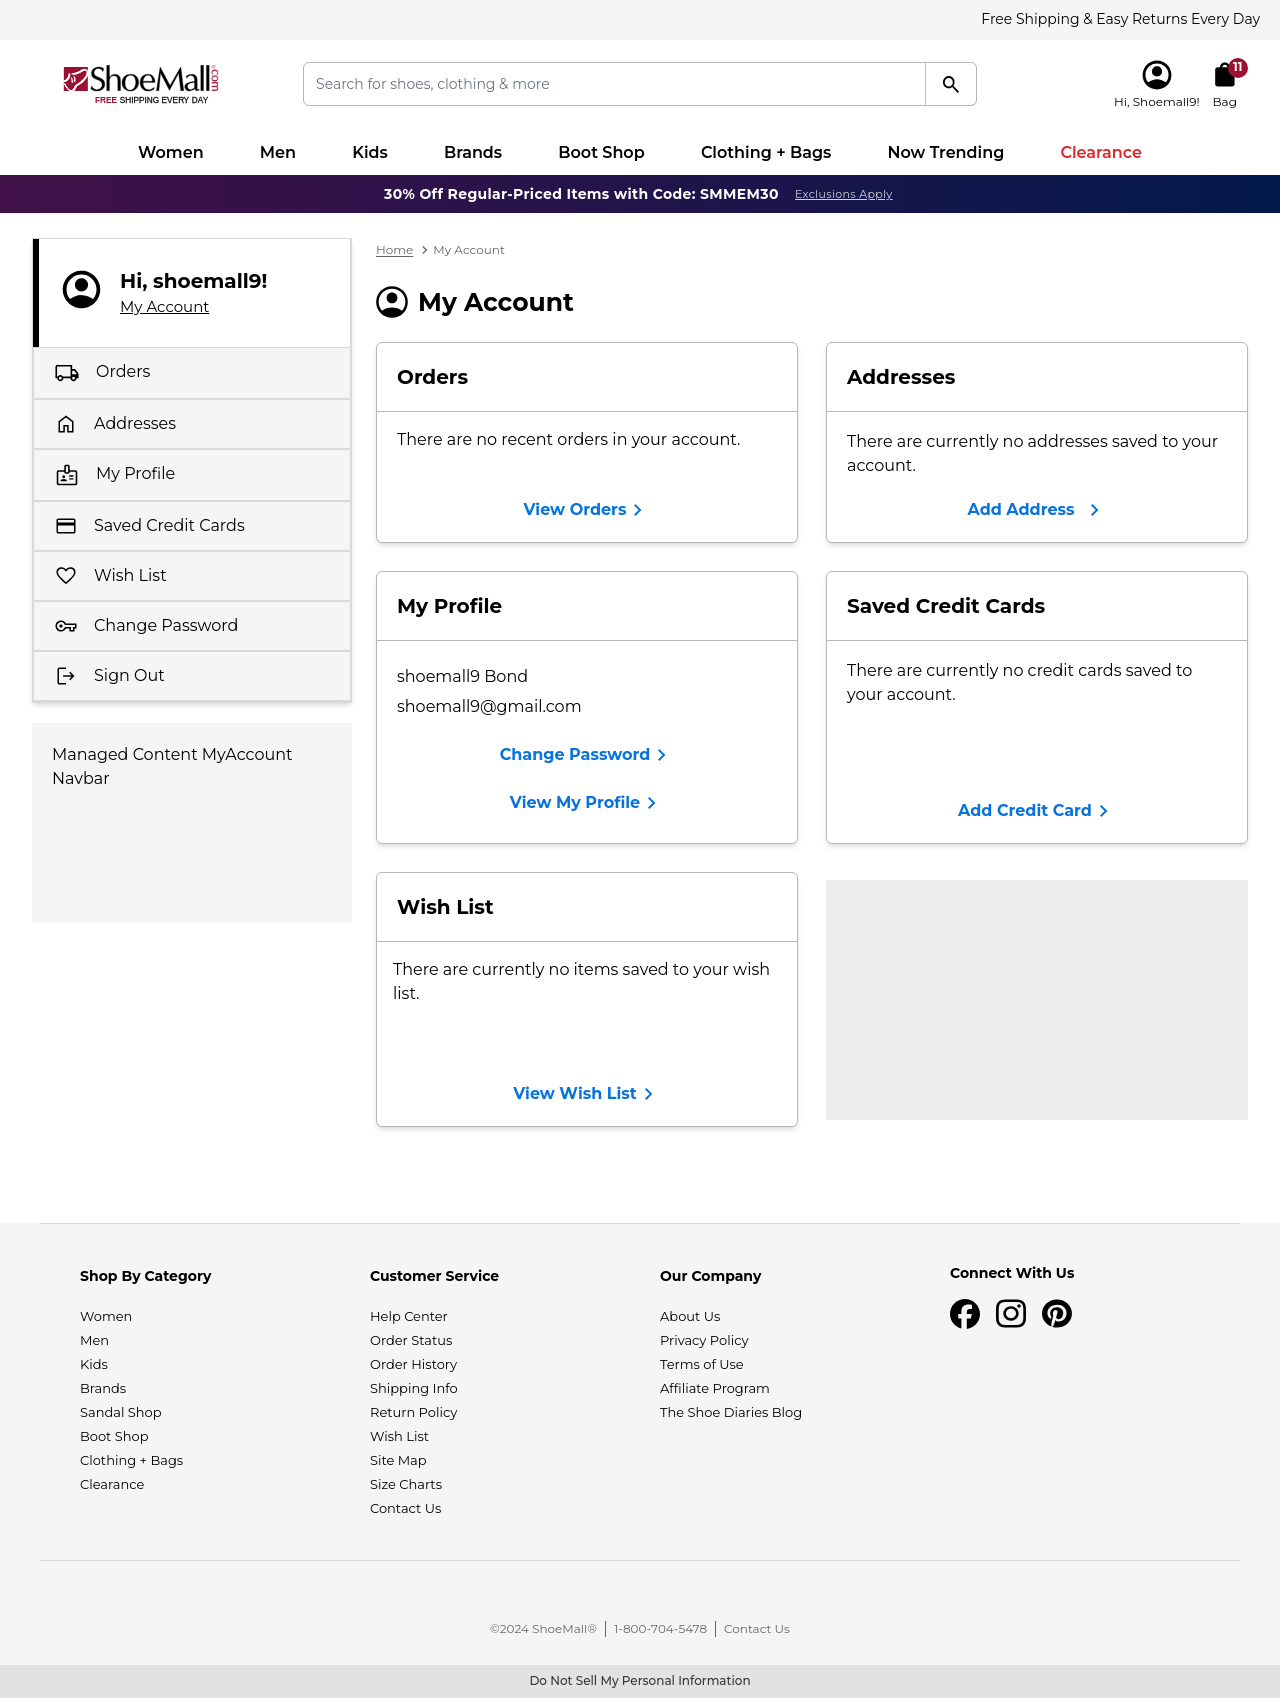 Free Shipping & Easy Returns Every Day
ShoeMall.com
FREE SHIPPING EVERY DAY
Search for shoes, clothing & more
Hi, Shoemall9!
11
Bag
Women Men Kids Brands Boot Shop Clothing + Bags Now Trending Clearance
30% Off Regular-Priced Items with Code: SMMEM30 Exclusions Apply
Hi, shoemall9!
My Account
Orders
Addresses
My Profile
Saved Credit Cards
Wish List
Change Password
Sign Out
Managed Content MyAccount
Navbar
Home > My Account
My Account
Orders
There are no recent orders in your account.
View Orders
Addresses
There are currently no addresses saved to your
account.
Add Address
My Profile
shoemall9 Bond
shoemall9@gmail.com
Change Password
View My Profile
Saved Credit Cards
There are currently no credit cards saved to
your account.
Add Credit Card
Wish List
There are currently no items saved to your wish
list.
View Wish List
Shop By Category
Women
Men
Kids
Brands
Sandal Shop
Boot Shop
Clothing + Bags
Clearance
Customer Service
Help Center
Order Status
Order History
Shipping Info
Return Policy
Wish List
Site Map
Size Charts
Contact Us
Our Company
About Us
Privacy Policy
Terms of Use
Affiliate Program
The Shoe Diaries Blog
Connect With Us
©2024 ShoeMall® | 1-800-704-5478 | Contact Us
Do Not Sell My Personal Information